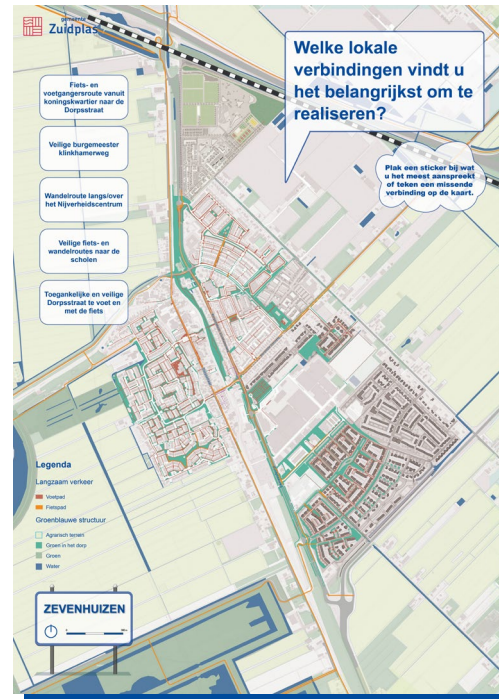 gemeente
Zuidplas
Welke lokale
verbindingen vindt u
het belangrijkst om te
realiseren?
Plak een sticker bij wat
u het meest aanspreekt
of teken een missende
verbinding op de kaart.
Fiets- en
voetgangersroute vanuit
koningskwartier naar de
Dorpsstraat
Veilige burgemeester
klinkhamerweg
Wandelroute langs/over
het Nijverheidscentrum
Veilige fiets- en
wandelroutes naar de
scholen
Toegankelijke en veilige
Dorpsstraat te voet en
met de fiets
Legenda
Langzaam verkeer
Voetpad
Fietspad
Groenblauwe structuur
Agrarisch terrein
Groen in het dorp
Groen
Water
ZEVENHUIZEN